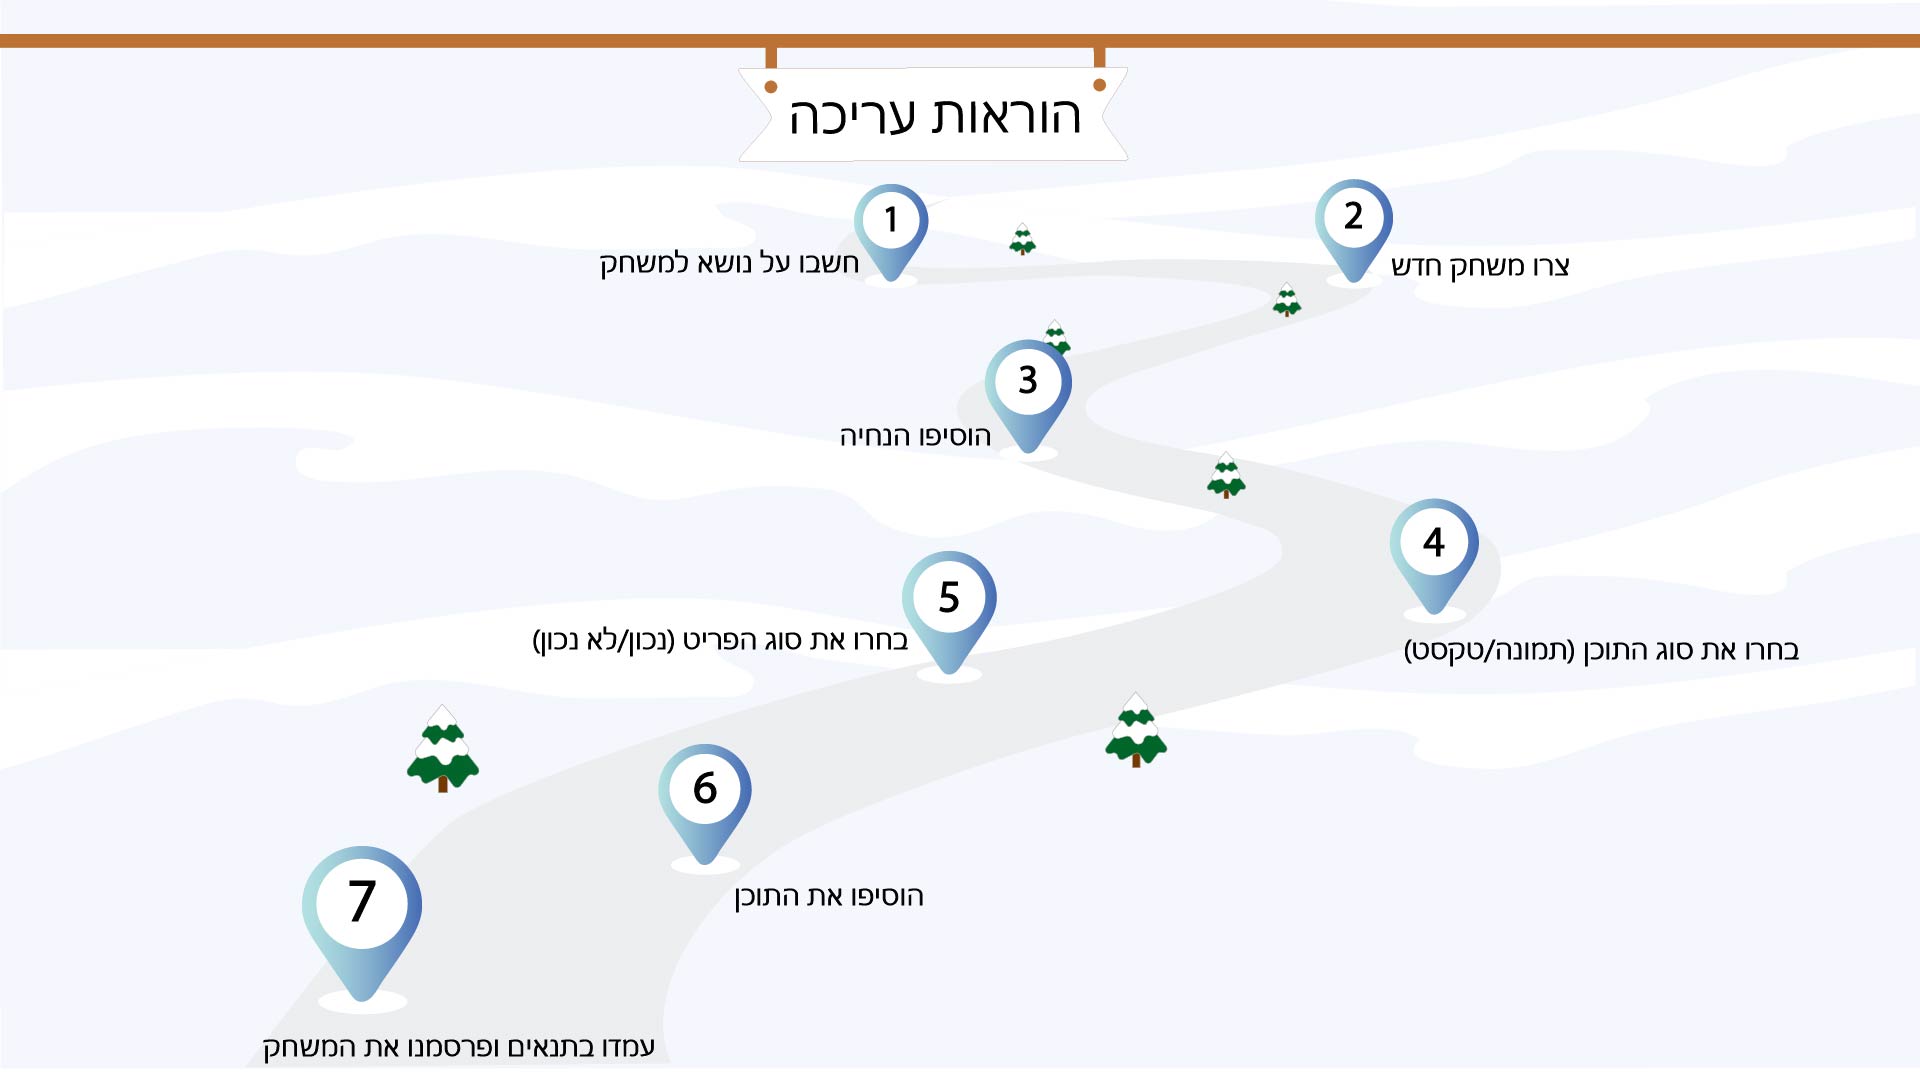 הוראות עריכה
1
חשבו על נושא למשחק
2
צרו משחק חדש
3
הוסיפו הנחיה
4
בחרו את סוג התוכן (תמונה/טקסט)
5
בחרו את סוג הפריט (נכון/לא נכון)
6
הוסיפו את התוכן
7
עמדו בתנאים ופרסמנו את המשחק